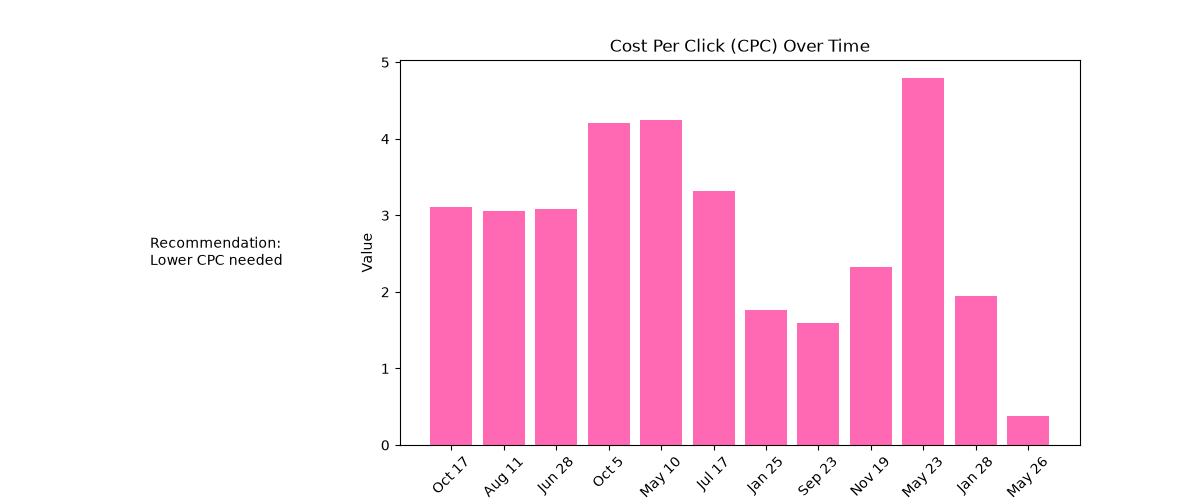 Cost Per Click (CPC) Over Time
Recommendation:
Lower CPC needed
Value
5
4
3
2
1
0
Oct 17
Aug 11
Jun 28
Oct 5
May 10
Jul 17
Jan 25
Sep 23
Nov 19
May 23
Jan 28
May 26